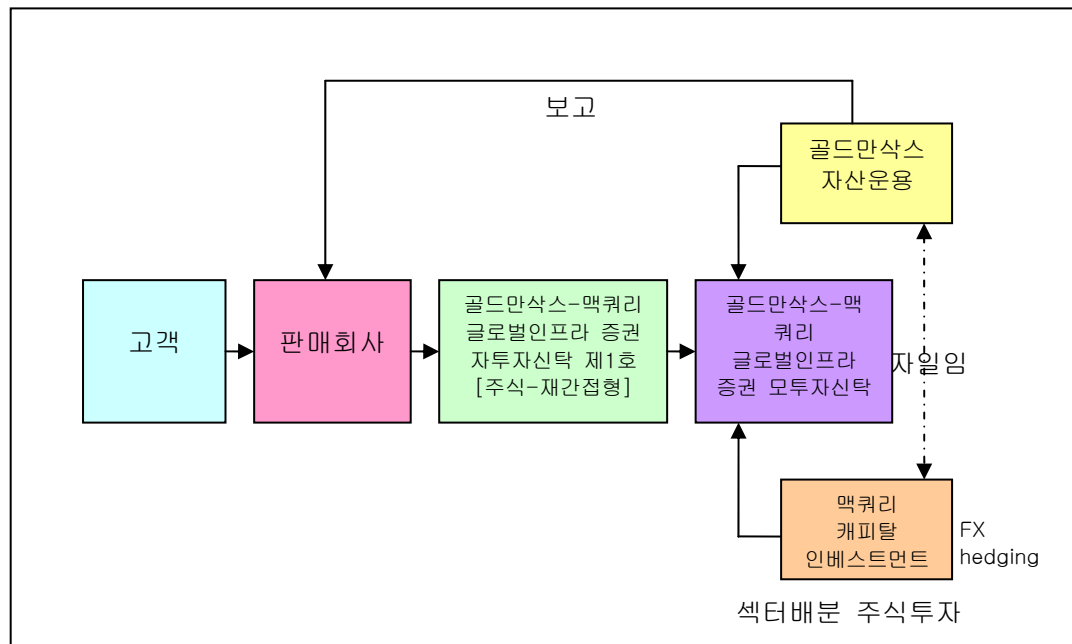 보고
골드만삭스
자산운용
고객
판매회사
골드만삭스-맥쿼리
글로벌인프라 증권
자투자신탁 제1호
[주식-재간접형]
골드만삭스-맥
쿼리
글로벌인프라
증권 모투자신탁
자일임
맥쿼리
캐피탈
인베스트먼트
FX
hedging
섹터배분 주식투자